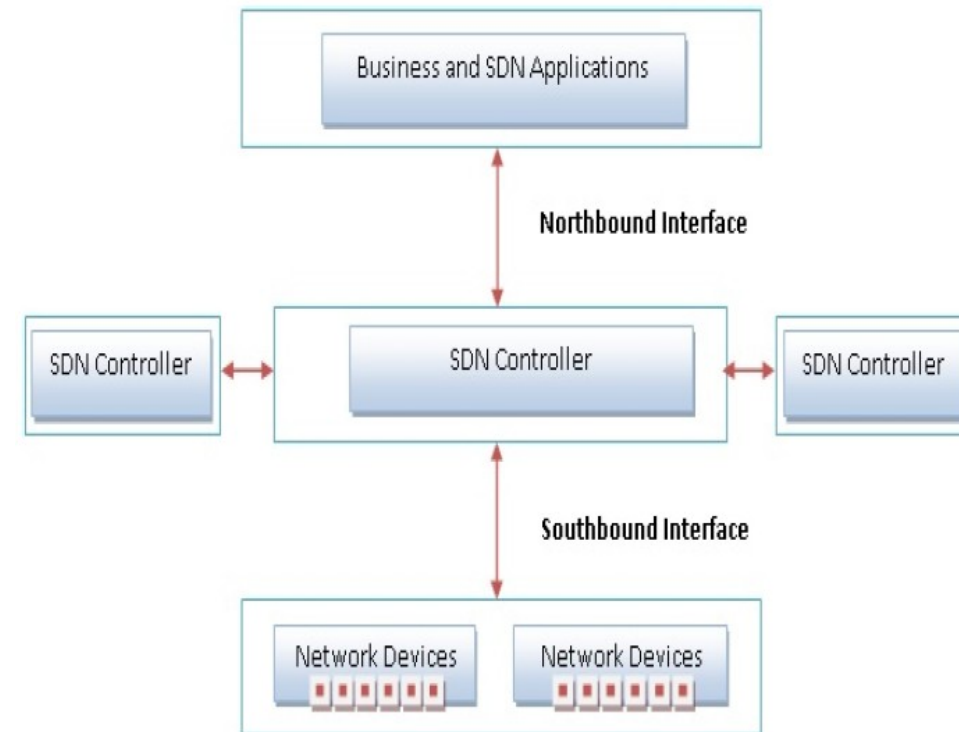 Business and SDN Applications
Northbound Interface
SDN Controller
SDN Controller
SDN Controller
Southbound Interface
Network Devices
Network Devices